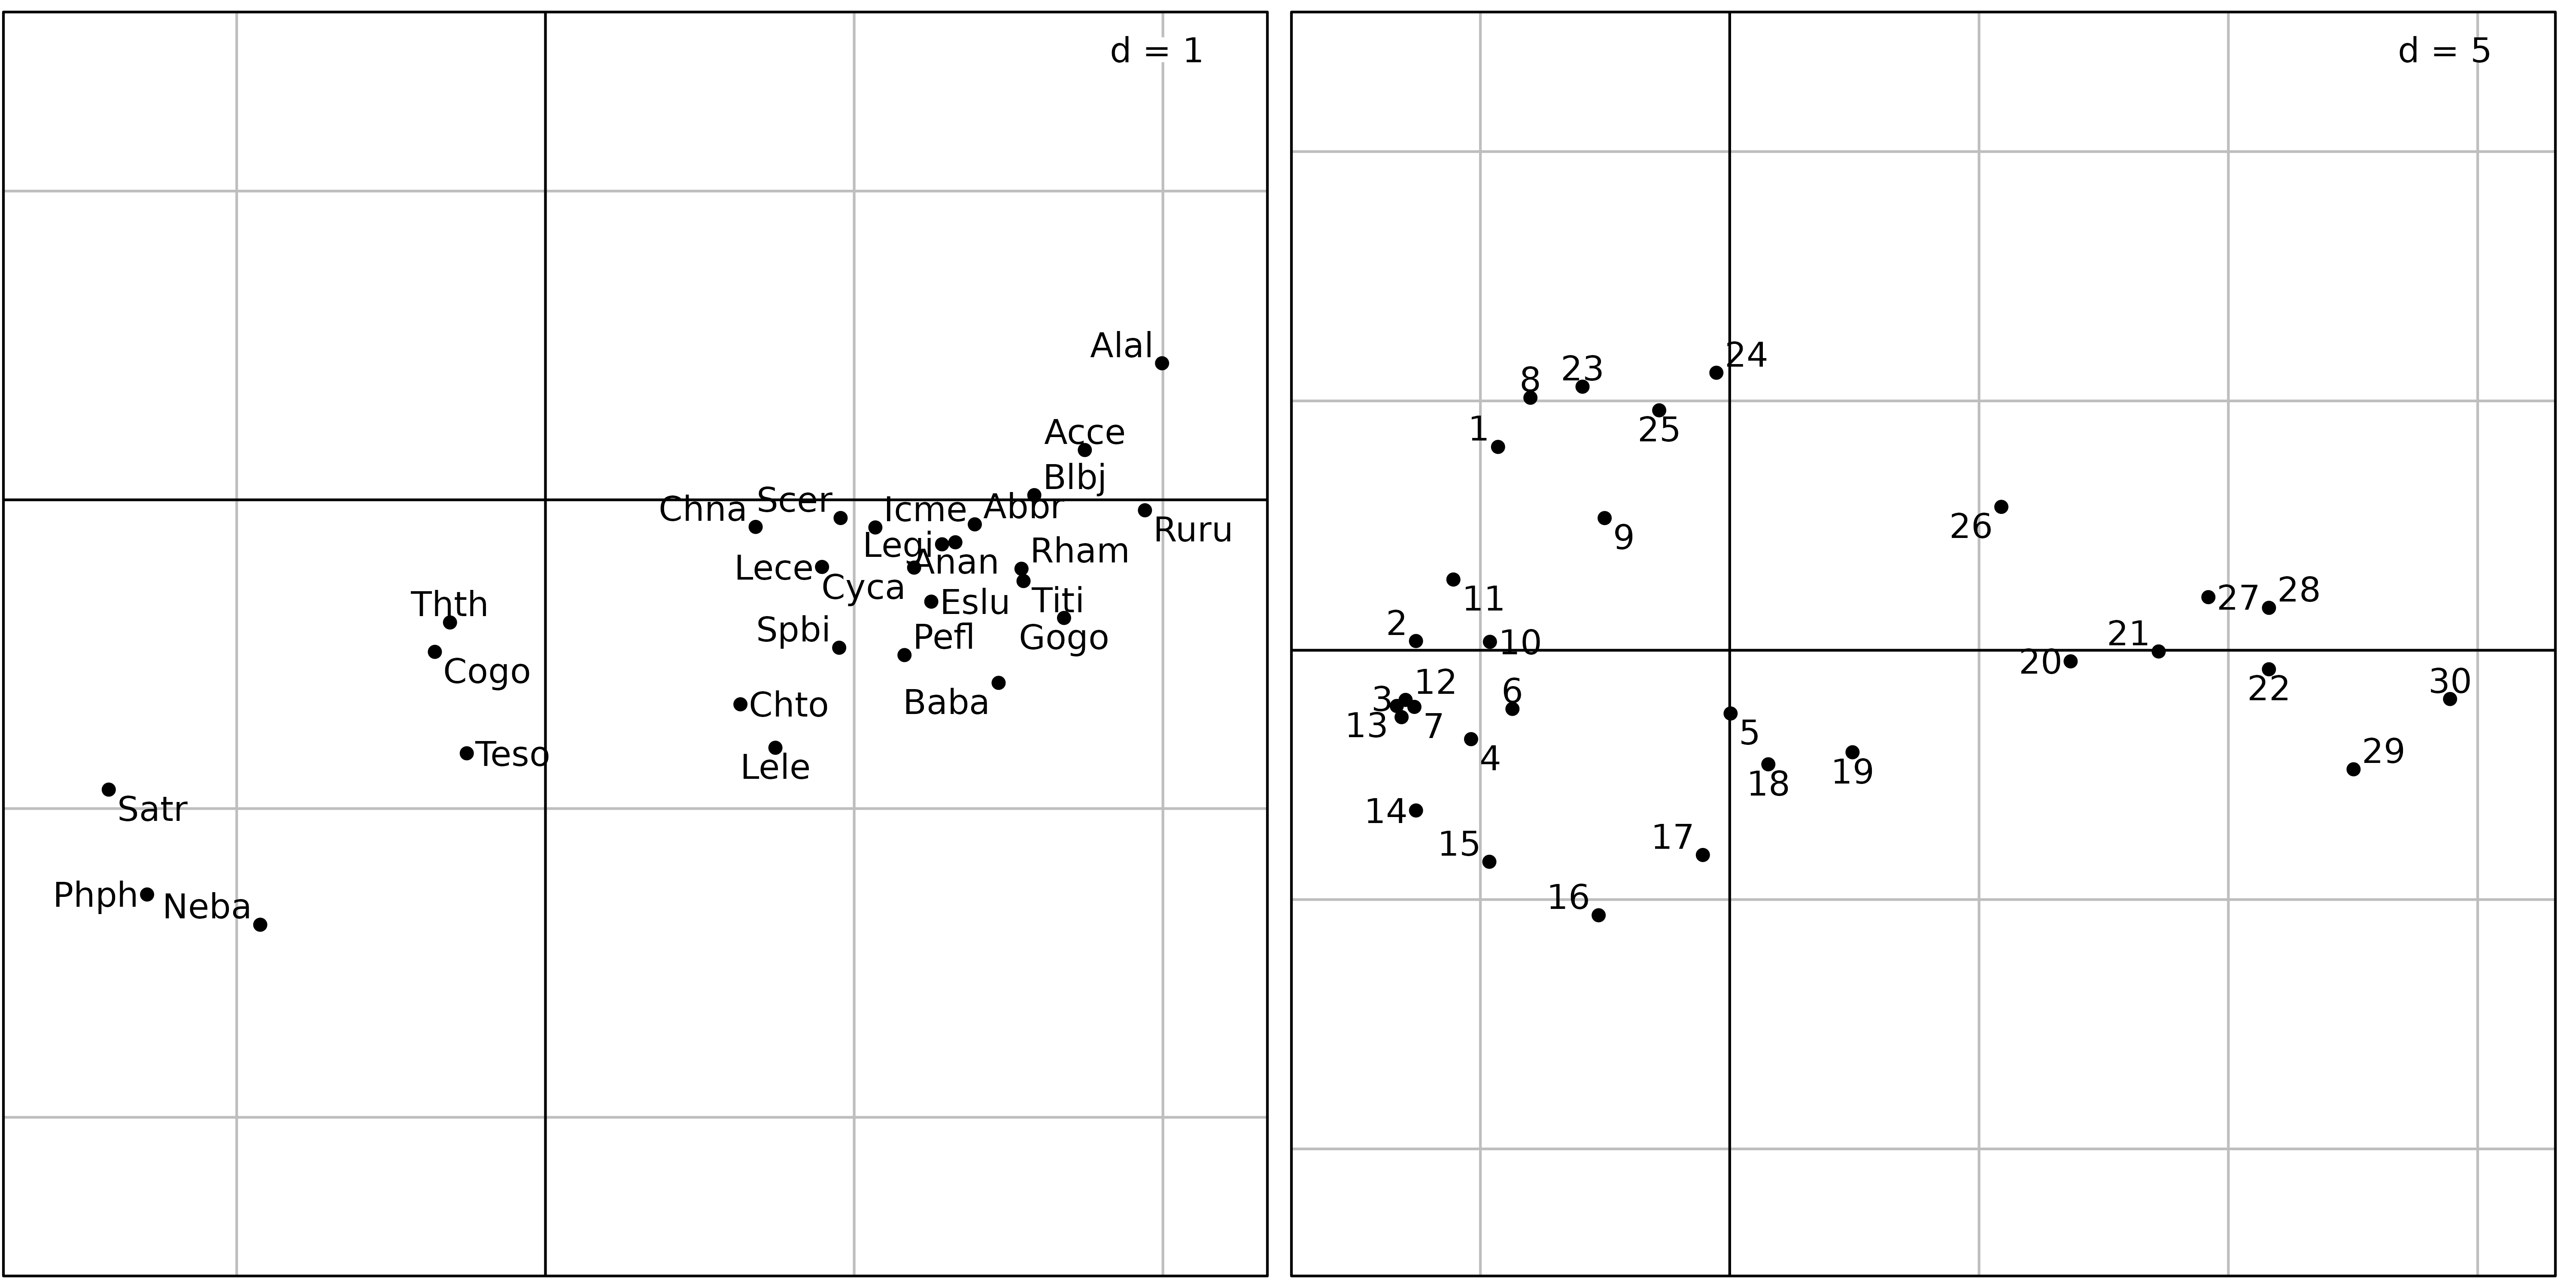 d = 1
Alal
Acce
Blbj
Chna
Scer
Icme
Abbr
Ruru
Legi
Rham
Lece
Anan
Cyca
Thth
Eslu
Titi
Spbi
Pefl
Gogo
Cogo
Baba
Chto
Teso
Lele
Satr
Phph
Neba
d = 5
24
23
8
25
1
26
9
11
27
28
2
10
21
20
22
30
12
3
6
13
7
5
4
29
18
19
14
17
15
16